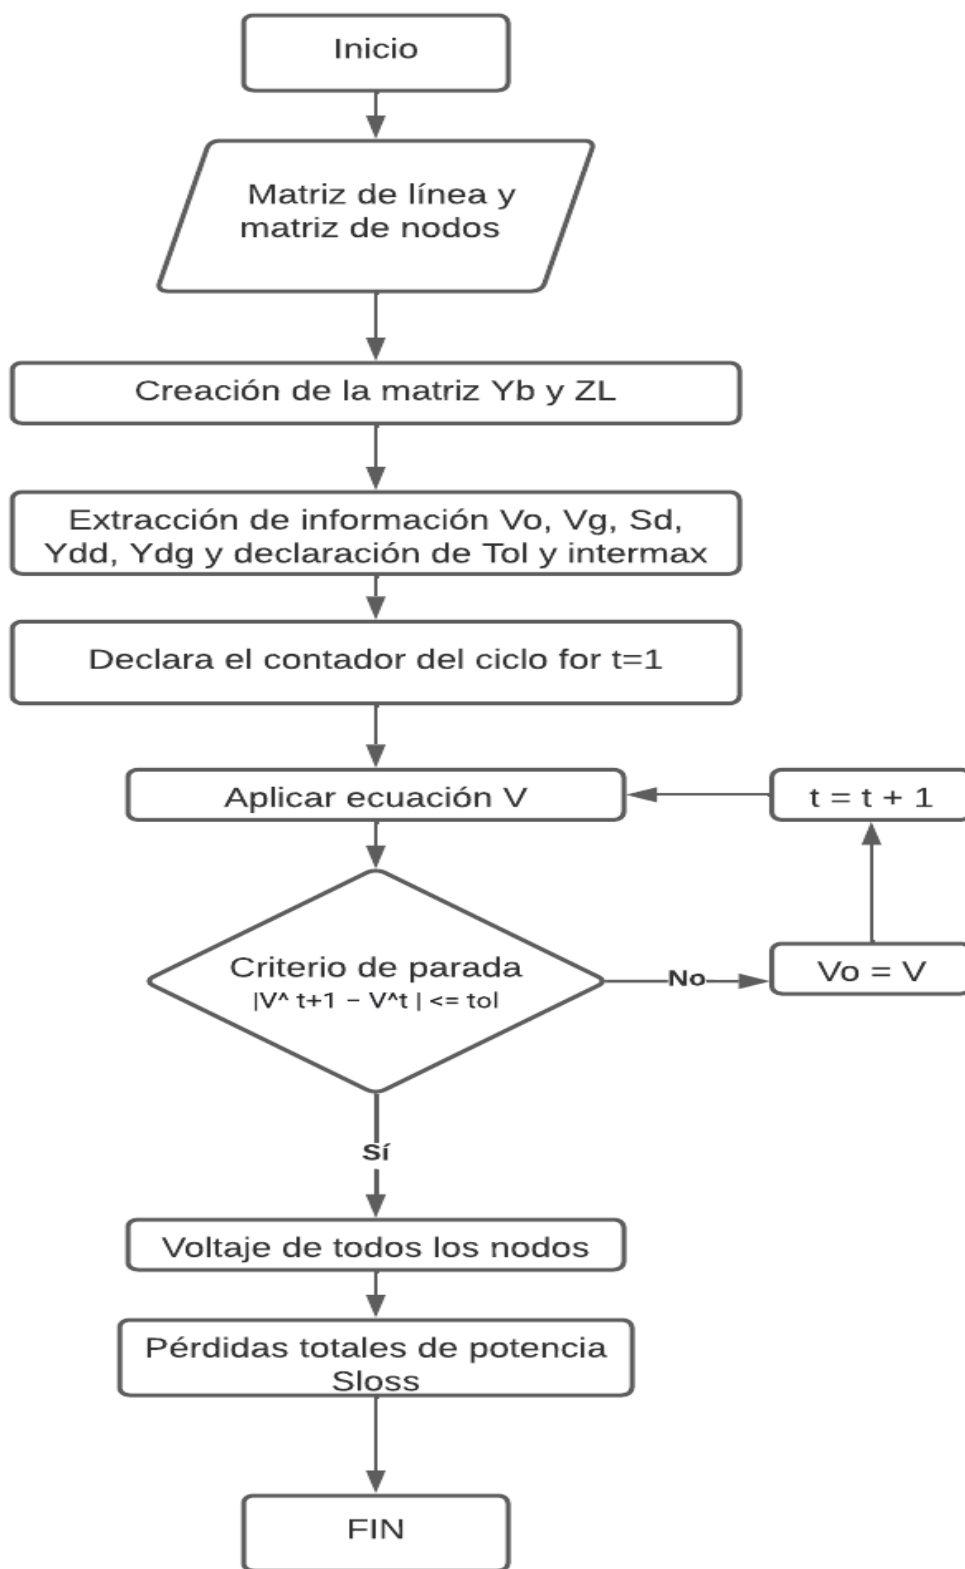 Inicio
Matriz de línea y
matriz de nodos
Creación de la matriz Yb y ZL
Extracción de información Vo, Vg, Sd,
Ydd, Ydg y declaración de Tol y intermax
Declara el contador del ciclo for t=1
Aplicar ecuación V
t = t + 1
Criterio de parada
|V^ t+1 − V^t | <= tol
No
Vo = V
Sí
Voltaje de todos los nodos
Pérdidas totales de potencia
Sloss
FIN